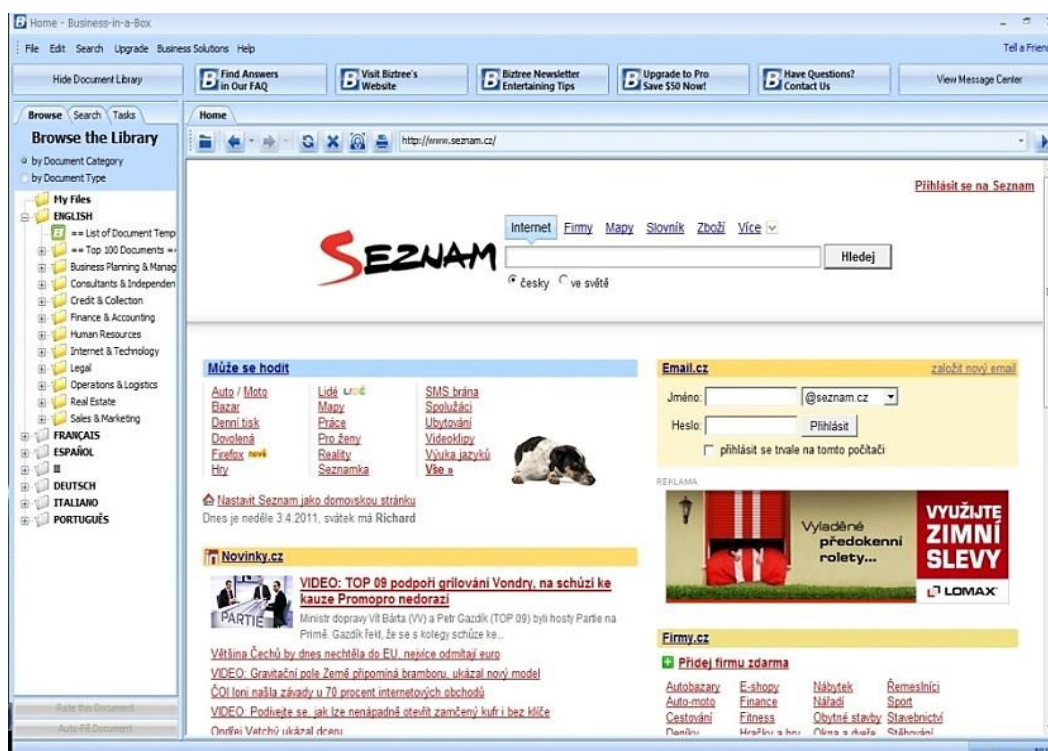 Home - Business-in-a-Box
File Edit Search Upgrade Business Solutions Help
Tell a Friend
Hide Document Library
Find Answers
in Our FAQ
Visit Biztree's
Website
Biztree Newsletter
Entertaining Tips
Upgrade to Pro
Save $50 Now!
Have Questions?
Contact Us
View Message Center
Browse Search Tasks
Browse the Library
by Document Category
by Document Type
My Files
ENGLISH
== List of Document Temp
== Top 100 Documents ==
Business Planning & Manag
Consultants & Independen
Credit & Collection
Finance & Accounting
Human Resources
Internet & Technology
Legal
Operations & Logistics
Real Estate
Sales & Marketing
FRANÇAIS
ESPAÑOL
DEUTSCH
ITALIANO
PORTUGUÊS
Rate this Document
Auto-Fill Document
Home
http://www.seznam.cz/
Přihlásit se na Seznam
SEZNAM
Internet Firmy Mapy Slovník Zboží Více
Hledej
česky ve světě
Může se hodit
Auto / Moto
Bazar
Denní tisk
Dovolená
Firefox nové
Hry
Lidé LIDÉ
Mapy
Práce
Pro ženy
Reality
Seznamka
SMS brána
Spolužáci
Ubytování
Videoklipy
Výuka jazyků
Vše »
Nastavit Seznam jako domovskou stránku
Dnes je neděle 3.4.2011, svátek má Richard
Novinky.cz
PARTIE
VIDEO: TOP 09 podpoří grilování Vondry, na schůzi ke
kauze Promopro nedorazí
Ministr dopravy Vít Bárta (VV) a Petr Gazdík (TOP 09) byli hosty Partie na
Primě. Gazdík řekl, že se s kolegy schůze ke...
Většina Čechů by dnes nechtěla do EU, nejvíce odmítají euro
VIDEO: Gravitační pole Země připomíná bramboru, ukázal nový model
ČOI loni našla závady u 70 procent internetových obchodů
VIDEO: Podívejte se, jak lze nenápadně otevřít zamčený kufr i bez klíče
Ondřej Vetchý ukázal dceru
Email.cz
založit nový email
Jméno: @seznam.cz
Heslo: Přihlásit
přihlásit se trvale na tomto počítači
REKLAMA
Vyladěné
předokenní
rolety...
VYUŽIJTE
ZIMNÍ
SLEVY
LOMAX
Firmy.cz
Přidej firmu zdarma
Autobazary E-shopy Nábytek Řemeslníci
Auto-moto Finance Nářadí Sport
Cestování Fitness Obytné stavby Stavebnictví
Deníky Hračky a hry Okna a dveře Stěhování